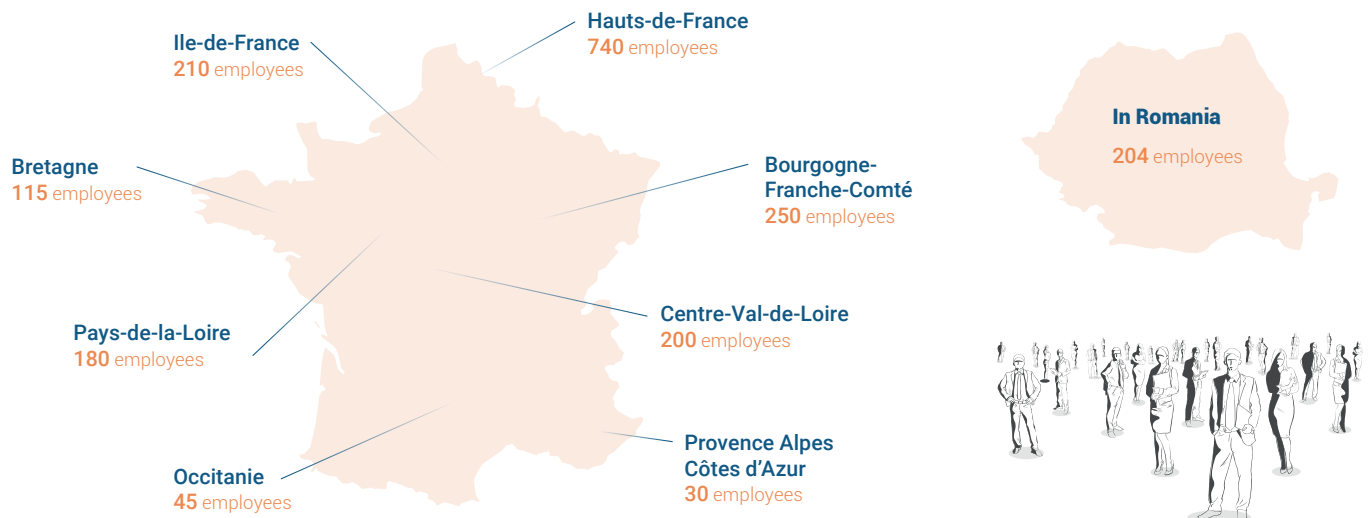 Hauts-de-France
740 employees
Ile-de-France
210 employees
Bretagne
115 employees
Bourgogne-
Franche-Comté
250 employees
Pays-de-la-Loire
180 employees
Centre-Val-de-Loire
200 employees
Occitanie
45 employees
Provence Alpes
Côtes d’Azur
30 employees
In Romania
204 employees